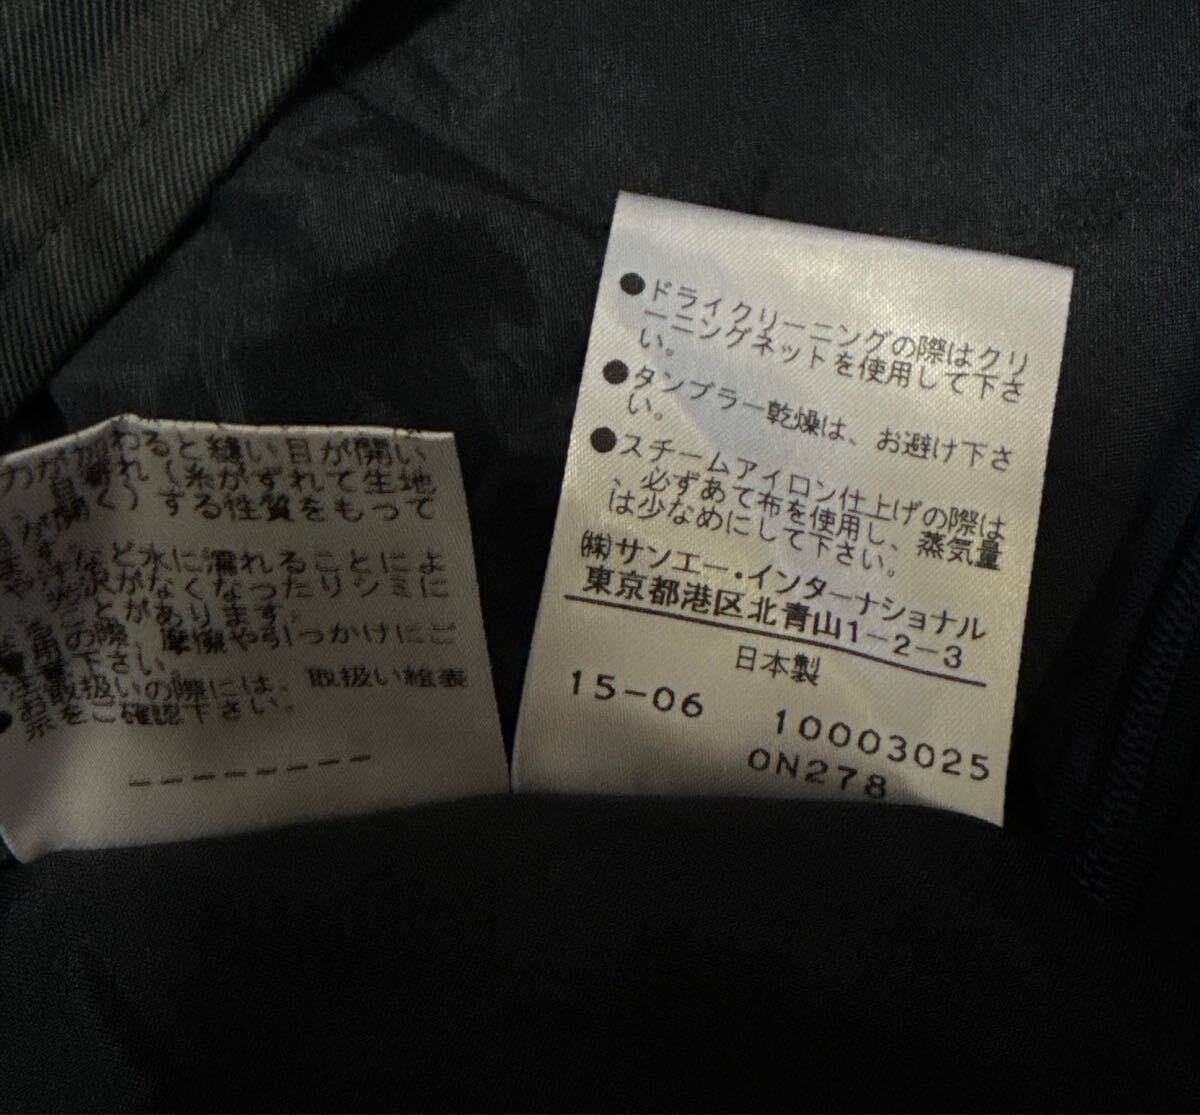 力が加わると縫い目が開い
寄れ(糸がずれて生地
く)する性質をもって
など水に濡れることによ
光沢がなくなったりシミに
ことがあります。
着用の際、摩擦や引っかけにご
下さい。
お取扱いの際には、取扱い絵表
示をご確認下さい。
--------
●ドライクリーニングの際はクリ
ーニングネットを使用して下さ
い。
●タンブラー乾燥は、お避け下さ
い。
●スチームアイロン仕上げの際は
、必ずあて布を使用し、蒸気量
は少なめにして下さい。
㈱サンエー・インターナショナル
東京都港区北青山1-2-3
日本製
15-06 10003025
0N278